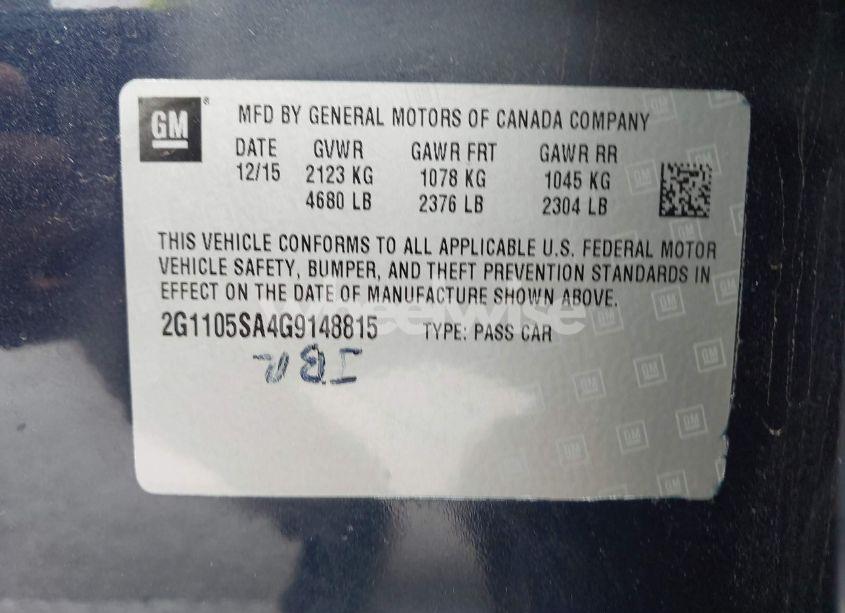 GM ®
MFD BY GENERAL MOTORS OF CANADA COMPANY
DATE GVWR GAWR FRT GAWR RR
12/15 2123 KG 1078 KG 1045 KG
4680 LB 2376 LB 2304 LB
THIS VEHICLE CONFORMS TO ALL APPLICABLE U.S. FEDERAL MOTOR
VEHICLE SAFETY, BUMPER, AND THEFT PREVENTION STANDARDS IN
EFFECT ON THE DATE OF MANUFACTURE SHOWN ABOVE.
wheelwise
2G1105SA4G9148815 TYPE: PASS CAR